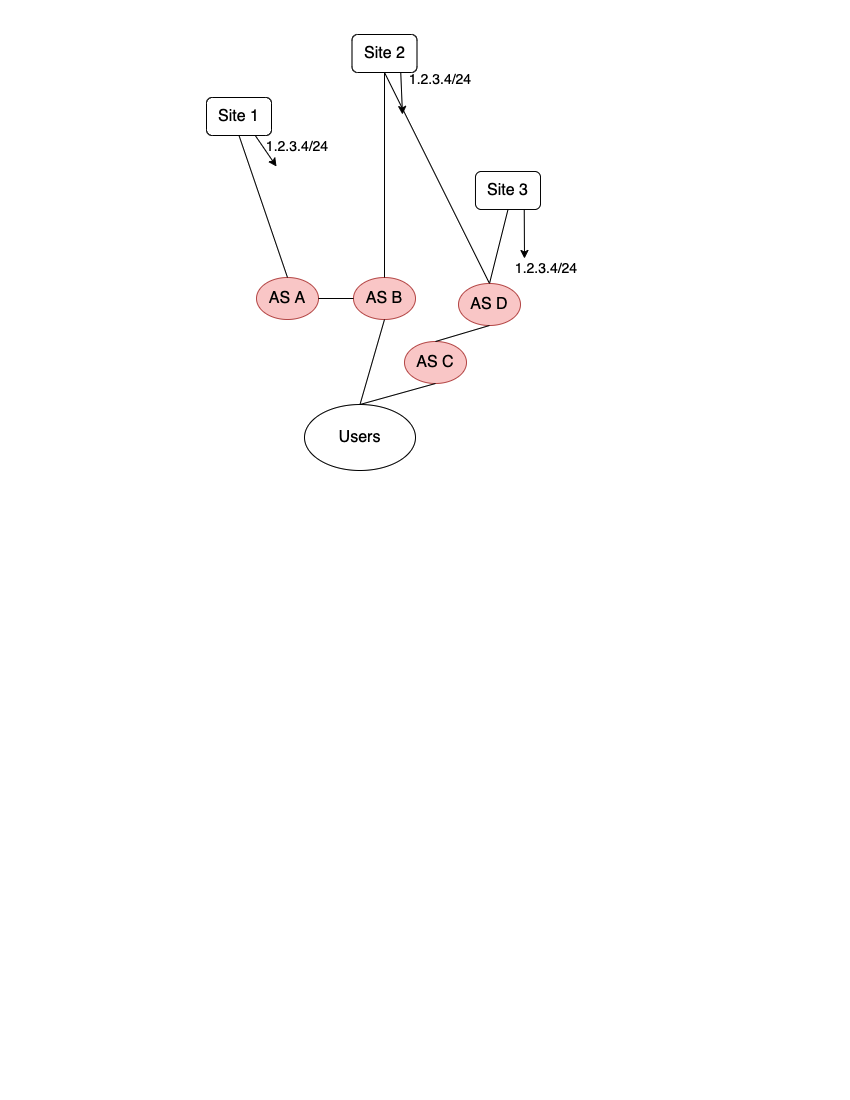 Site 2
1.2.3.4/24
Site 1
1.2.3.4/24
Site 3
1.2.3.4/24
AS A
AS B
AS D
AS C
Users